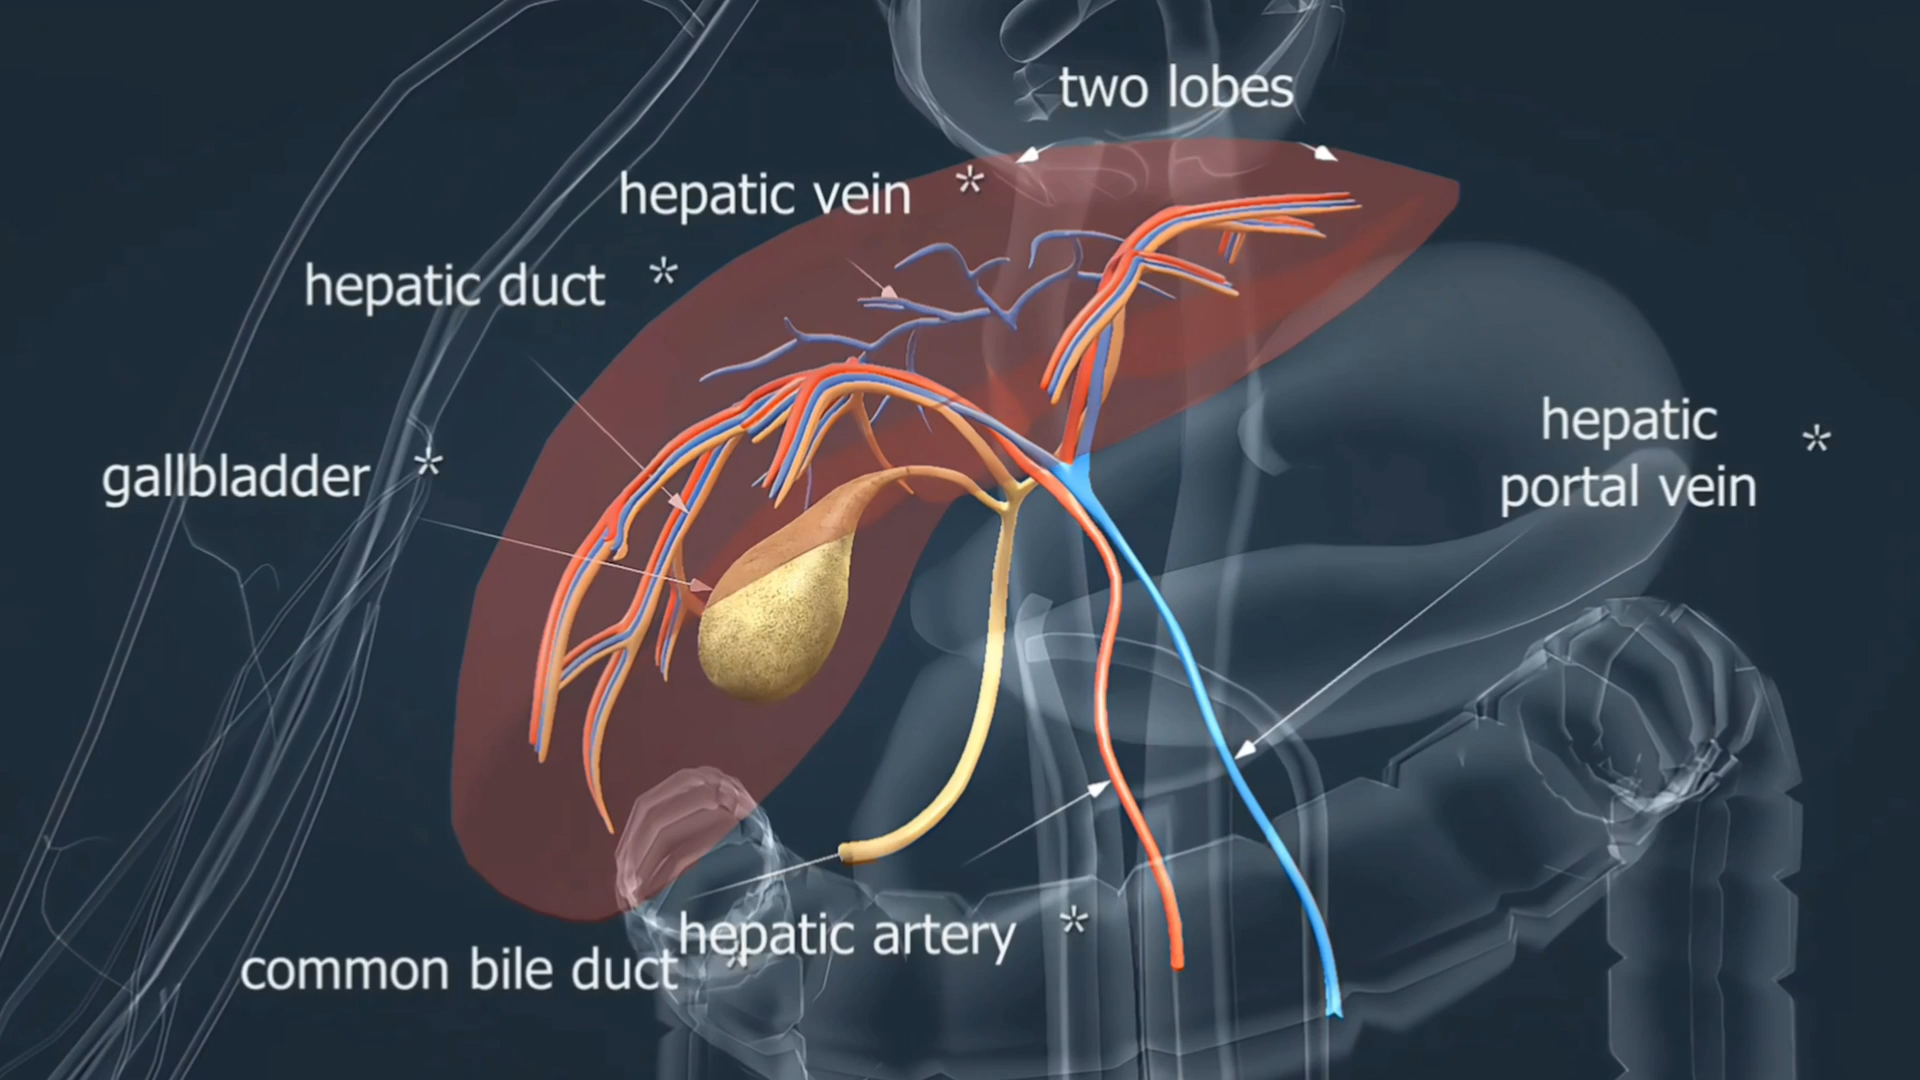 two lobes
hepatic vein *
hepatic duct *
gallbladder *
hepatic *
portal vein
hepatic artery *
common bile duct *